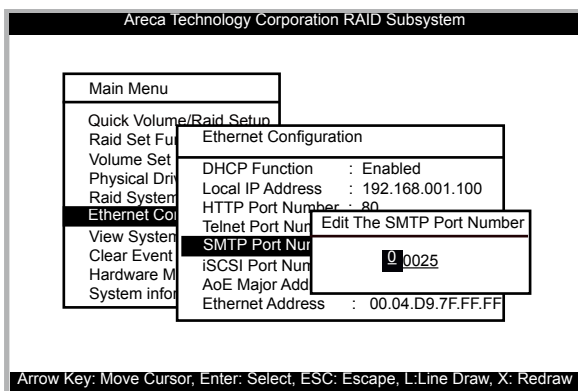 Areca Technology Corporation RAID Subsystem
Main Menu
Quick Volume/Raid Setup
Raid Set Fu
Volume Set
Physical Dri
Raid System
Ethernet Co
View System
Clear Event
Hardware M
System infor
Ethernet Configuration
DHCP Function : Enabled
Local IP Address : 192.168.001.100
HTTP Port Number : 80
Telnet Port Num
SMTP Port Num
iSCSI Port Num
AoE Major Add
Ethernet Address : 00.04.D9.7F.FF.FF
Edit The SMTP Port Number
0 0025
Arrow Key: Move Cursor, Enter: Select, ESC: Escape, L:Line Draw, X: Redraw